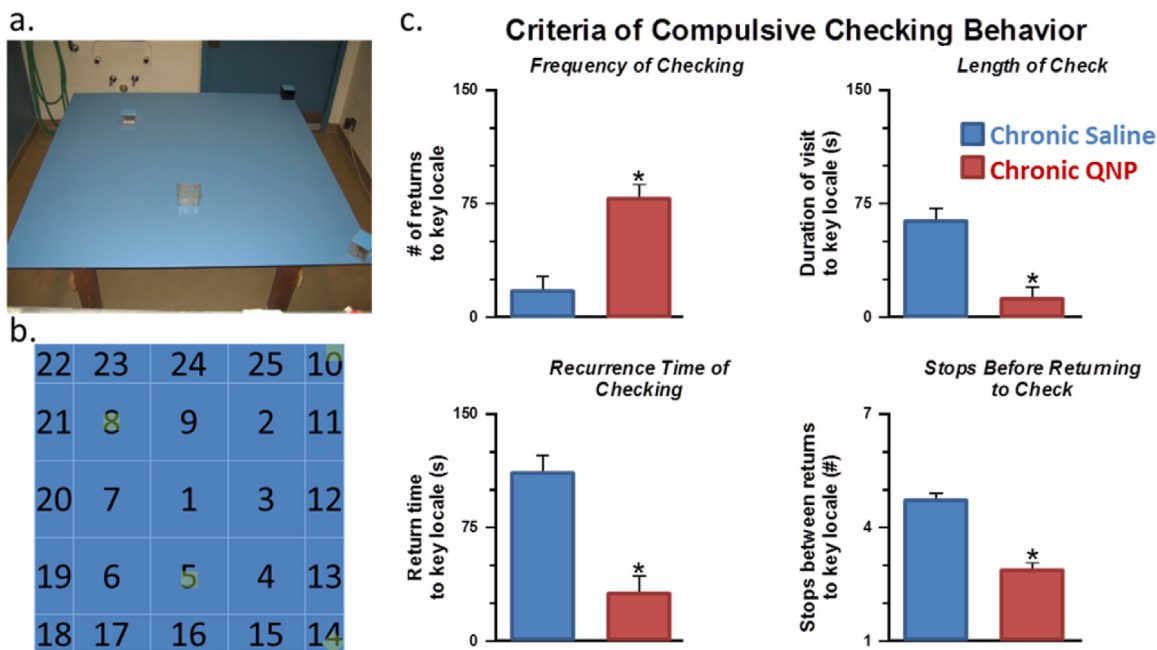 a.
b.
22 23 24 25 10
21 8 9 2 11
20 7 1 3 12
19 6 5 4 13
18 17 16 15 14
c.
Criteria of Compulsive Checking Behavior
Frequency of Checking
150
75
0
# of returns
to key locale
*
Length of Check
150
75
0
Duration of visit
to key locale (s)
*
Chronic Saline
Chronic QNP
Recurrence Time of
Checking
150
75
0
Return time
to key locale (s)
*
Stops Before Returning
to Check
7
4
1
Stops between returns
to key locale (#)
*